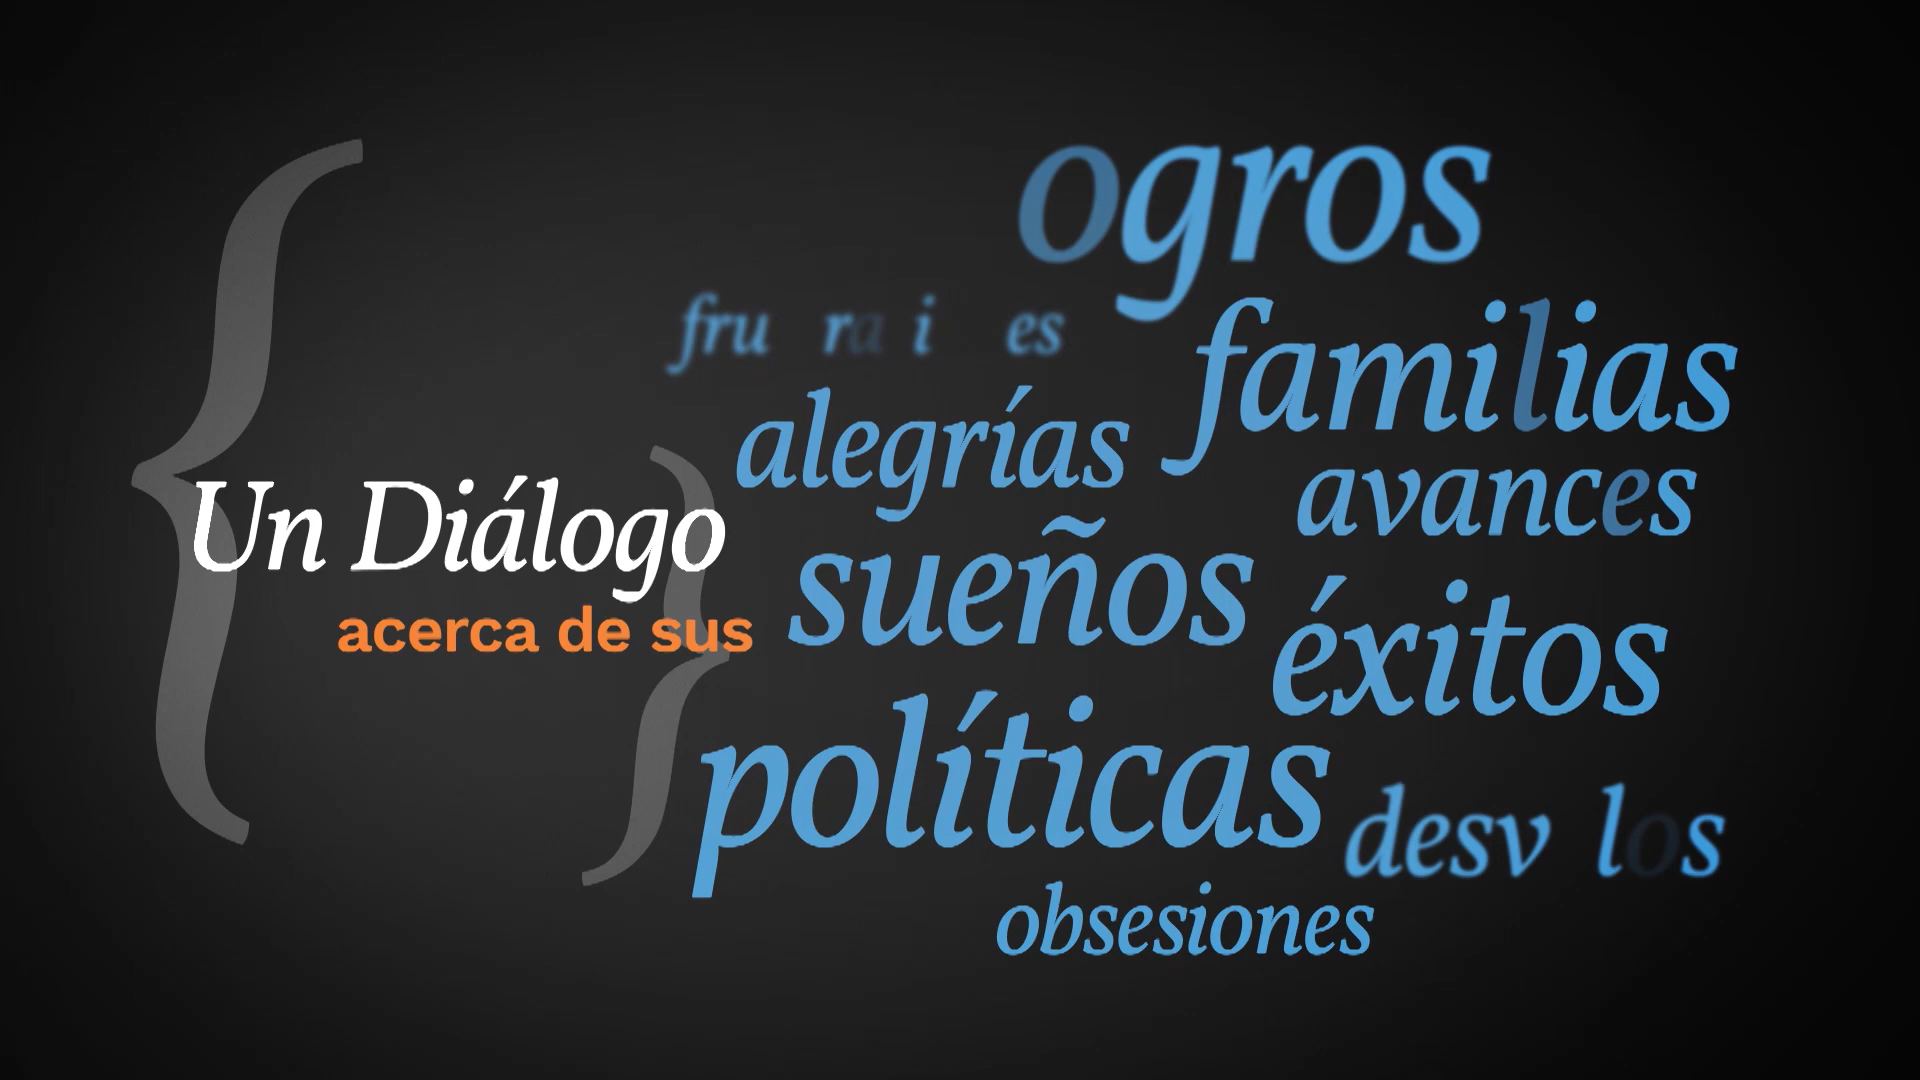 Un Diálogo
acerca de sus
ogros
familias
alegrías
avances
sueños
éxitos
políticas
obsesiones